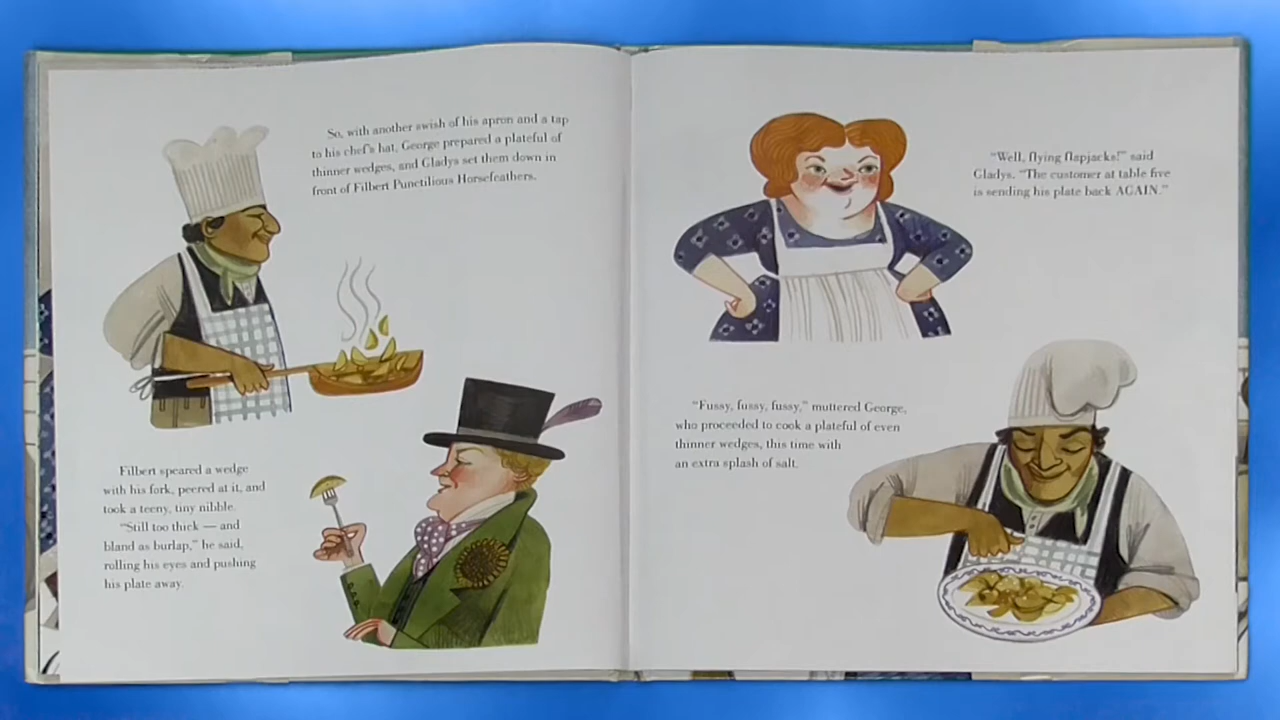 So, with another swish of his apron and a tap
to his chef's hat, George prepared a plateful of
thinner wedges, and Gladys set them down in
front of Filbert Punctilious Horsefeathers.
Filbert speared a wedge
with his fork, peered at it, and
took a teeny, tiny nibble.
"Still too thick — and
bland as burlap," he said,
rolling his eyes and pushing
his plate away.
"Well, flying flapjacks!" said
Gladys. "The customer at table five
is sending his plate back AGAIN."
"Fussy, fussy, fussy," muttered George,
who proceeded to cook a plateful of even
thinner wedges, this time with
an extra splash of salt.